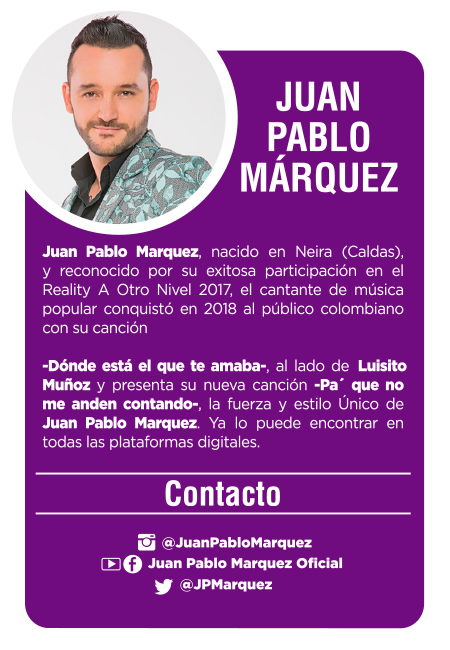 JUAN
PABLO
MÁRQUEZ
Juan Pablo Marquez, nacido en Neira (Caldas),
y reconocido por su exitosa participación en el
Reality A Otro Nivel 2017, el cantante de música
popular conquistó en 2018 al público colombiano
con su canción
-Dónde está el que te amaba-, al lado de Luisito
Muñoz y presenta su nueva canción -Pa´ que no
me anden contando-, la fuerza y estilo Único de
Juan Pablo Marquez. Ya lo puede encontrar en
todas las plataformas digitales.
Contacto
@JuanPabloMarquez
Juan Pablo Marquez Oficial
@JPMarquez